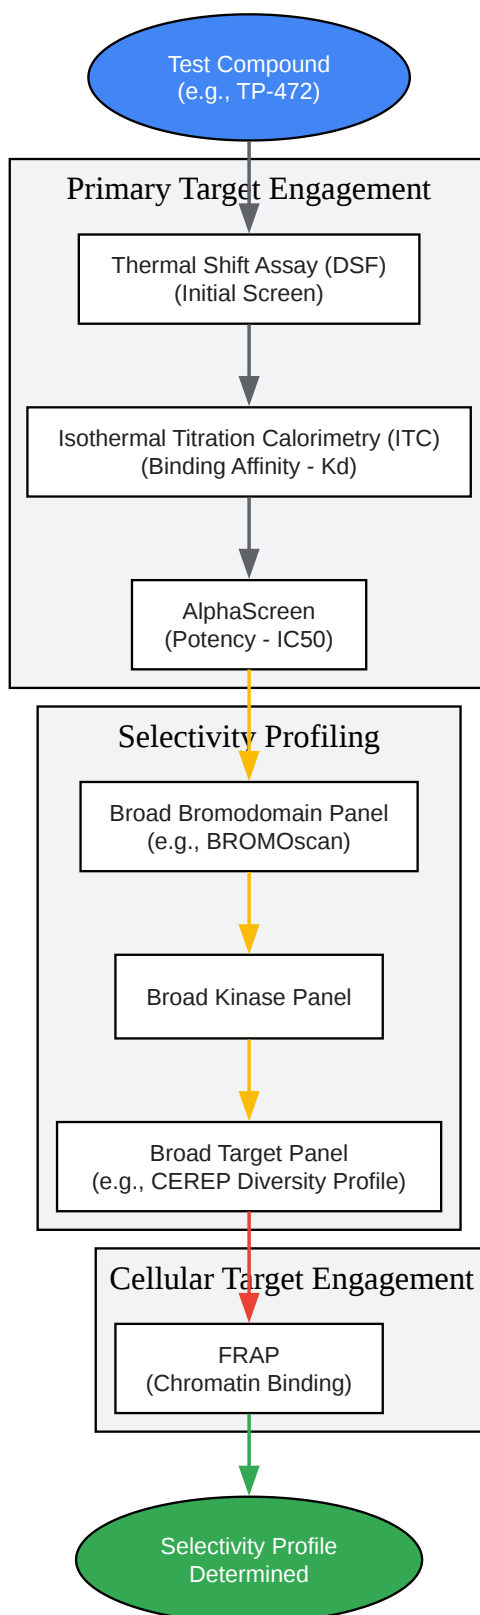 Test Compound
(e.g., TP-472)
Primary Target Engagement
Thermal Shift Assay (DSF)
(Initial Screen)
Isothermal Titration Calorimetry (ITC)
(Binding Affinity - Kd)
AlphaScreen
(Potency - IC50)
Selectivity Profiling
Broad Bromodomain Panel
(e.g., BROMOscan)
Broad Kinase Panel
Broad Target Panel
(e.g., CEREP Diversity Profile)
Cellular Target Engagement
FRAP
(Chromatin Binding)
Selectivity Profile
Determined